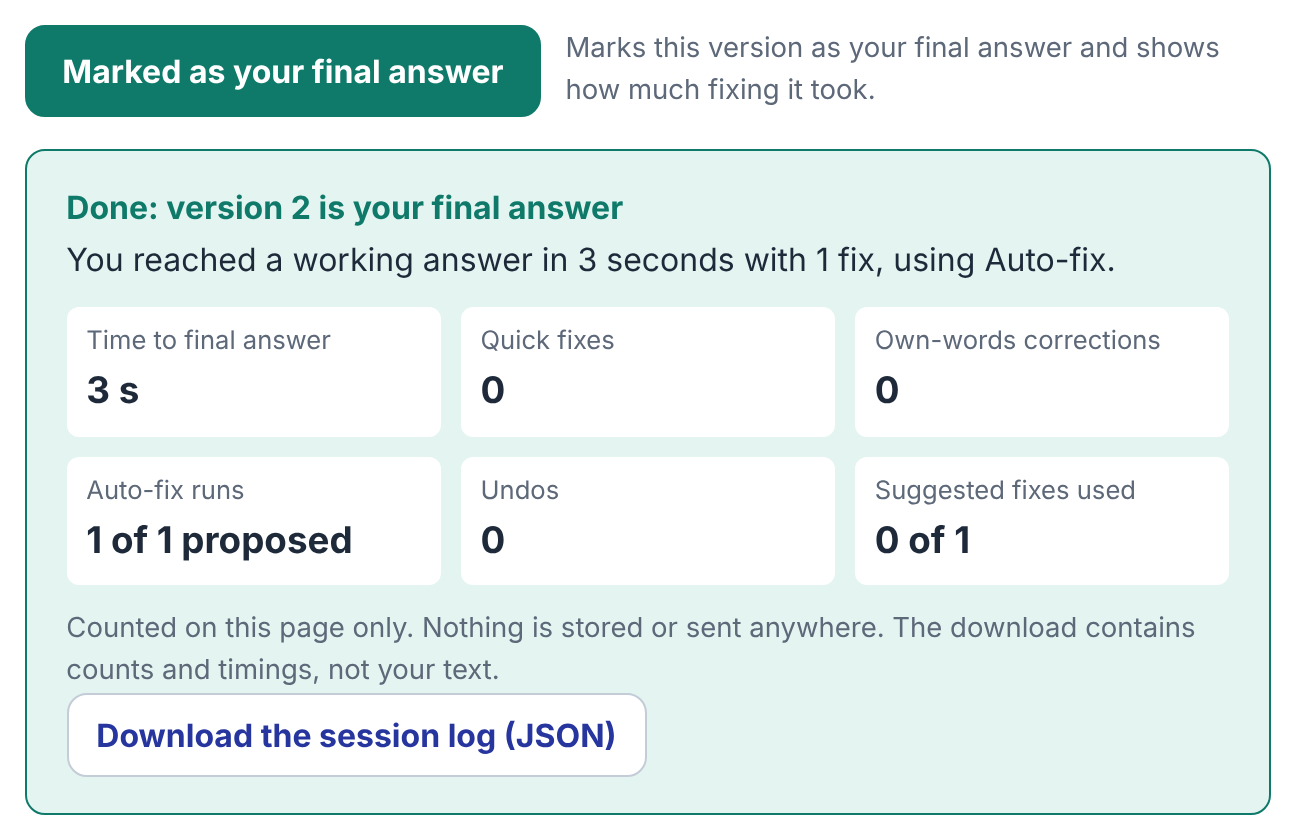 Marked as your final answer
Marks this version as your final answer and shows
how much fixing it took.
Done: version 2 is your final answer
You reached a working answer in 3 seconds with 1 fix, using Auto-fix.
Time to final answer
3 s
Quick fixes
0
Own-words corrections
0
Auto-fix runs
1 of 1 proposed
Undos
0
Suggested fixes used
0 of 1
Counted on this page only. Nothing is stored or sent anywhere. The download contains
counts and timings, not your text.
Download the session log (JSON)